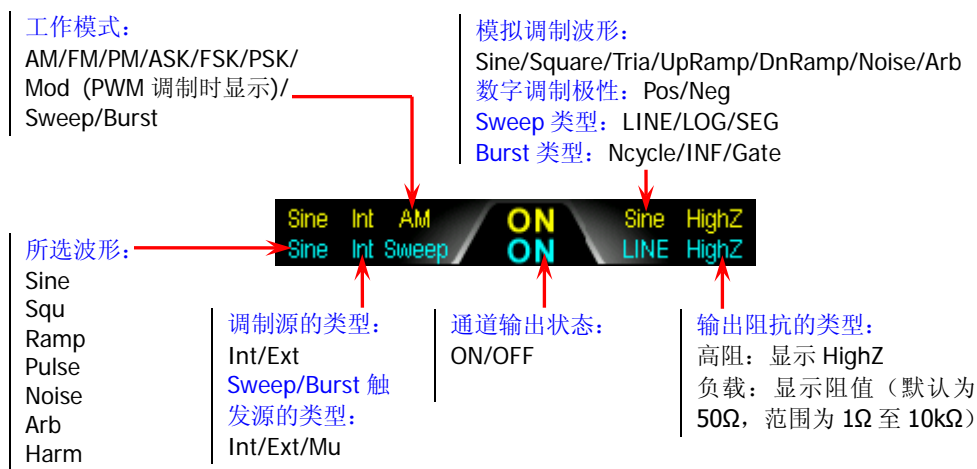 工作模式：
AM/FM/PM/ASK/FSK/PSK/
Mod (PWM 调制时显示)/
Sweep/Burst
模拟调制波形：
Sine/Square/Tria/UpRamp/DnRamp/Noise/Arb
数字调制极性：Pos/Neg
Sweep 类型：LINE/LOG/SEG
Burst 类型：Ncycle/INF/Gate
Sine Int AM ON Sine HighZ
Sine Int Sweep ON LINE HighZ
所选波形：
Sine
Squ
Ramp
Pulse
Noise
Arb
Harm
调制源的类型：
Int/Ext
Sweep/Burst 触
发源的类型：
Int/Ext/Mu
通道输出状态：
ON/OFF
输出阻抗的类型：
高阻：显示 HighZ
负载：显示阻值（默认为
50Ω，范围为 1Ω 至 10kΩ）